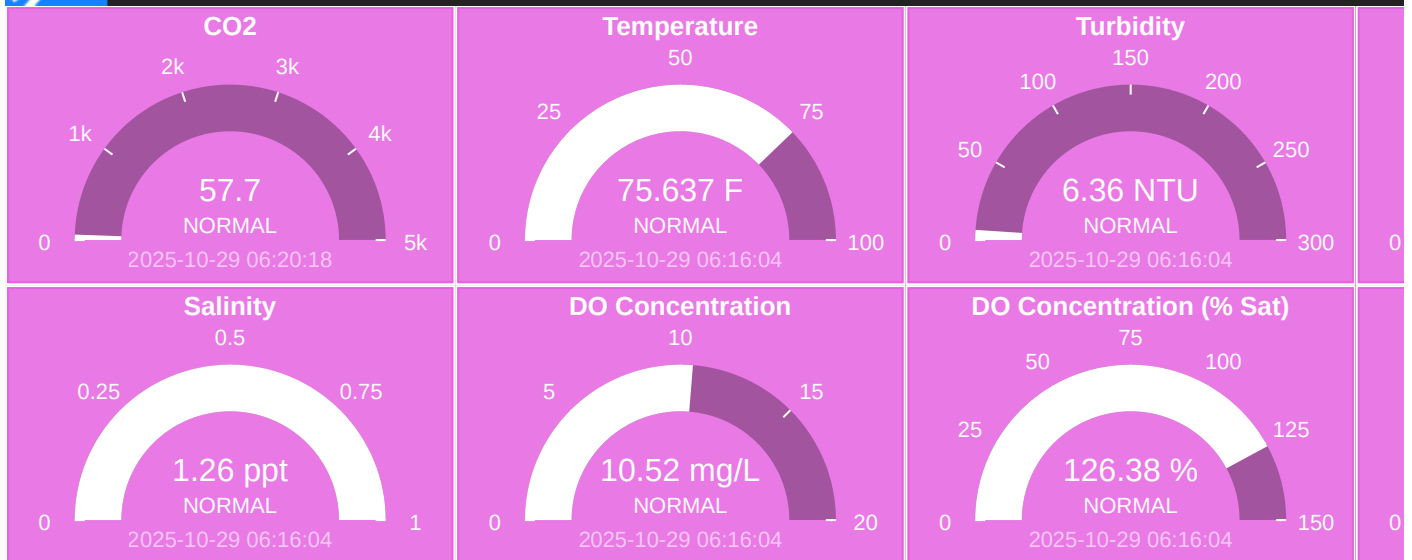 CO2
0
1k
2k
3k
4k
5k
57.7
NORMAL
2025-10-29 06:20:18
Temperature
0
25
50
75
100
75.637 F
NORMAL
2025-10-29 06:16:04
Turbidity
0
50
100
150
200
250
300
6.36 NTU
NORMAL
2025-10-29 06:16:04
0
Salinity
0
0.25
0.5
0.75
1
1.26 ppt
NORMAL
2025-10-29 06:16:04
DO Concentration
0
5
10
15
20
10.52 mg/L
NORMAL
2025-10-29 06:16:04
DO Concentration (% Sat)
0
25
50
75
100
125
150
126.38 %
NORMAL
2025-10-29 06:16:04
0